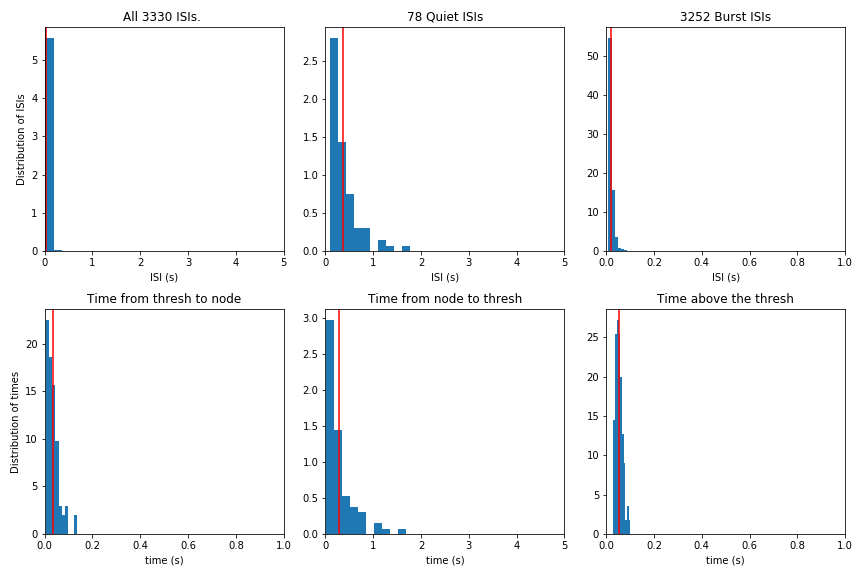 All 3330 ISIs.
78 Quiet ISIs
3252 Burst ISIs
Distribution of ISIs
5
4
3
2
1
0
0 1 2 3 4 5
ISI (s)
2.5
2.0
1.5
1.0
0.5
0.0
0 1 2 3 4 5
ISI (s)
50
40
30
20
10
0
0.0 0.2 0.4 0.6 0.8 1.0
ISI (s)
Time from thresh to node
Time from node to thresh
Time above the thresh
Distribution of times
20
15
10
5
0
0.0 0.2 0.4 0.6 0.8 1.0
time (s)
3.0
2.5
2.0
1.5
1.0
0.5
0.0
0 1 2 3 4 5
time (s)
25
20
15
10
5
0
0.0 0.2 0.4 0.6 0.8 1.0
time (s)